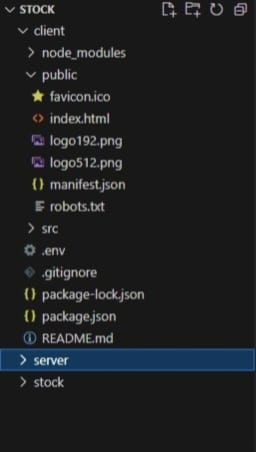 STOCK
client
node_modules
public
favicon.ico
index.html
logo192.png
logo512.png
manifest.json
robots.txt
src
.env
.gitignore
package-lock.json
package.json
README.md
server
stock